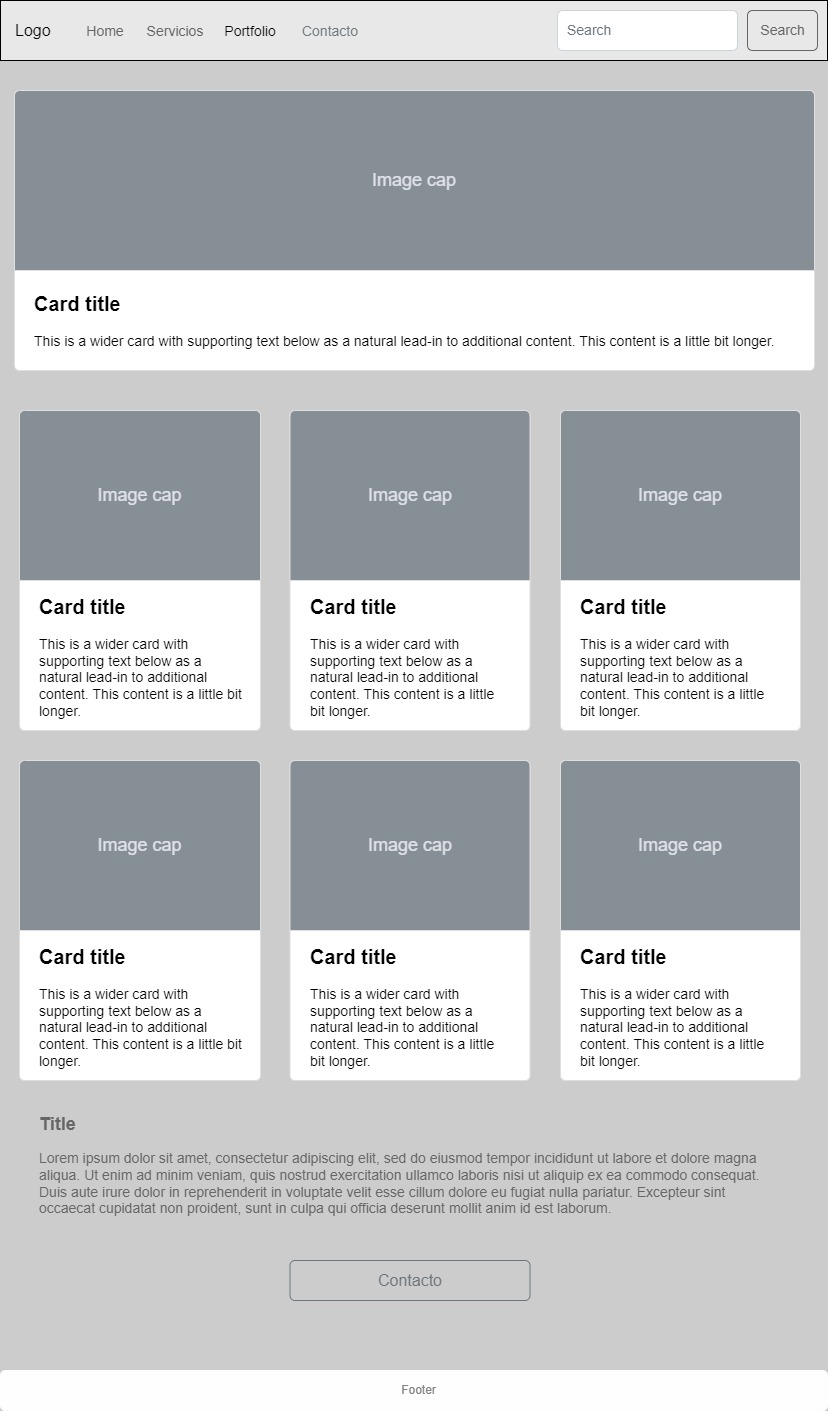 Logo Home Servicios Portfolio Contacto Search Search
Image cap
Card title
This is a wider card with supporting text below as a natural lead-in to additional content. This content is a little bit longer.
Image cap
Card title
This is a wider card with
supporting text below as a
natural lead-in to additional
content. This content is a little bit
longer.
Image cap
Card title
This is a wider card with
supporting text below as a
natural lead-in to additional
content. This content is a little
bit longer.
Image cap
Card title
This is a wider card with
supporting text below as a
natural lead-in to additional
content. This content is a little
bit longer.
Image cap
Card title
This is a wider card with
supporting text below as a
natural lead-in to additional
content. This content is a little bit
longer.
Image cap
Card title
This is a wider card with
supporting text below as a
natural lead-in to additional
content. This content is a little
bit longer.
Image cap
Card title
This is a wider card with
supporting text below as a
natural lead-in to additional
content. This content is a little
bit longer.
Title
Lorem ipsum dolor sit amet, consectetur adipiscing elit, sed do eiusmod tempor incididunt ut labore et dolore magna
aliqua. Ut enim ad minim veniam, quis nostrud exercitation ullamco laboris nisi ut aliquip ex ea commodo consequat.
Duis aute irure dolor in reprehenderit in voluptate velit esse cillum dolore eu fugiat nulla pariatur. Excepteur sint
occaecat cupidatat non proident, sunt in culpa qui officia deserunt mollit anim id est laborum.
Contacto
Footer